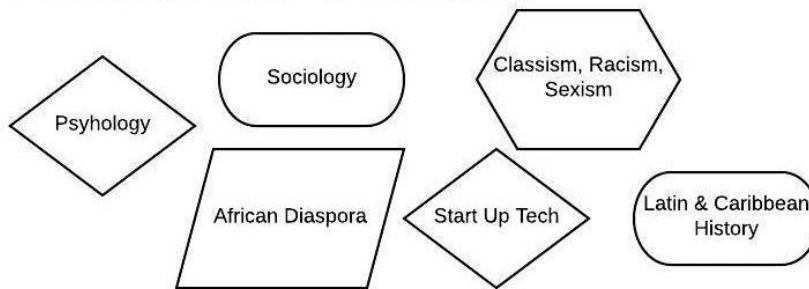 Psyhology
Sociology
Classism, Racism,
Sexism
African Diaspora
Start Up Tech
Latin & Caribbean
History